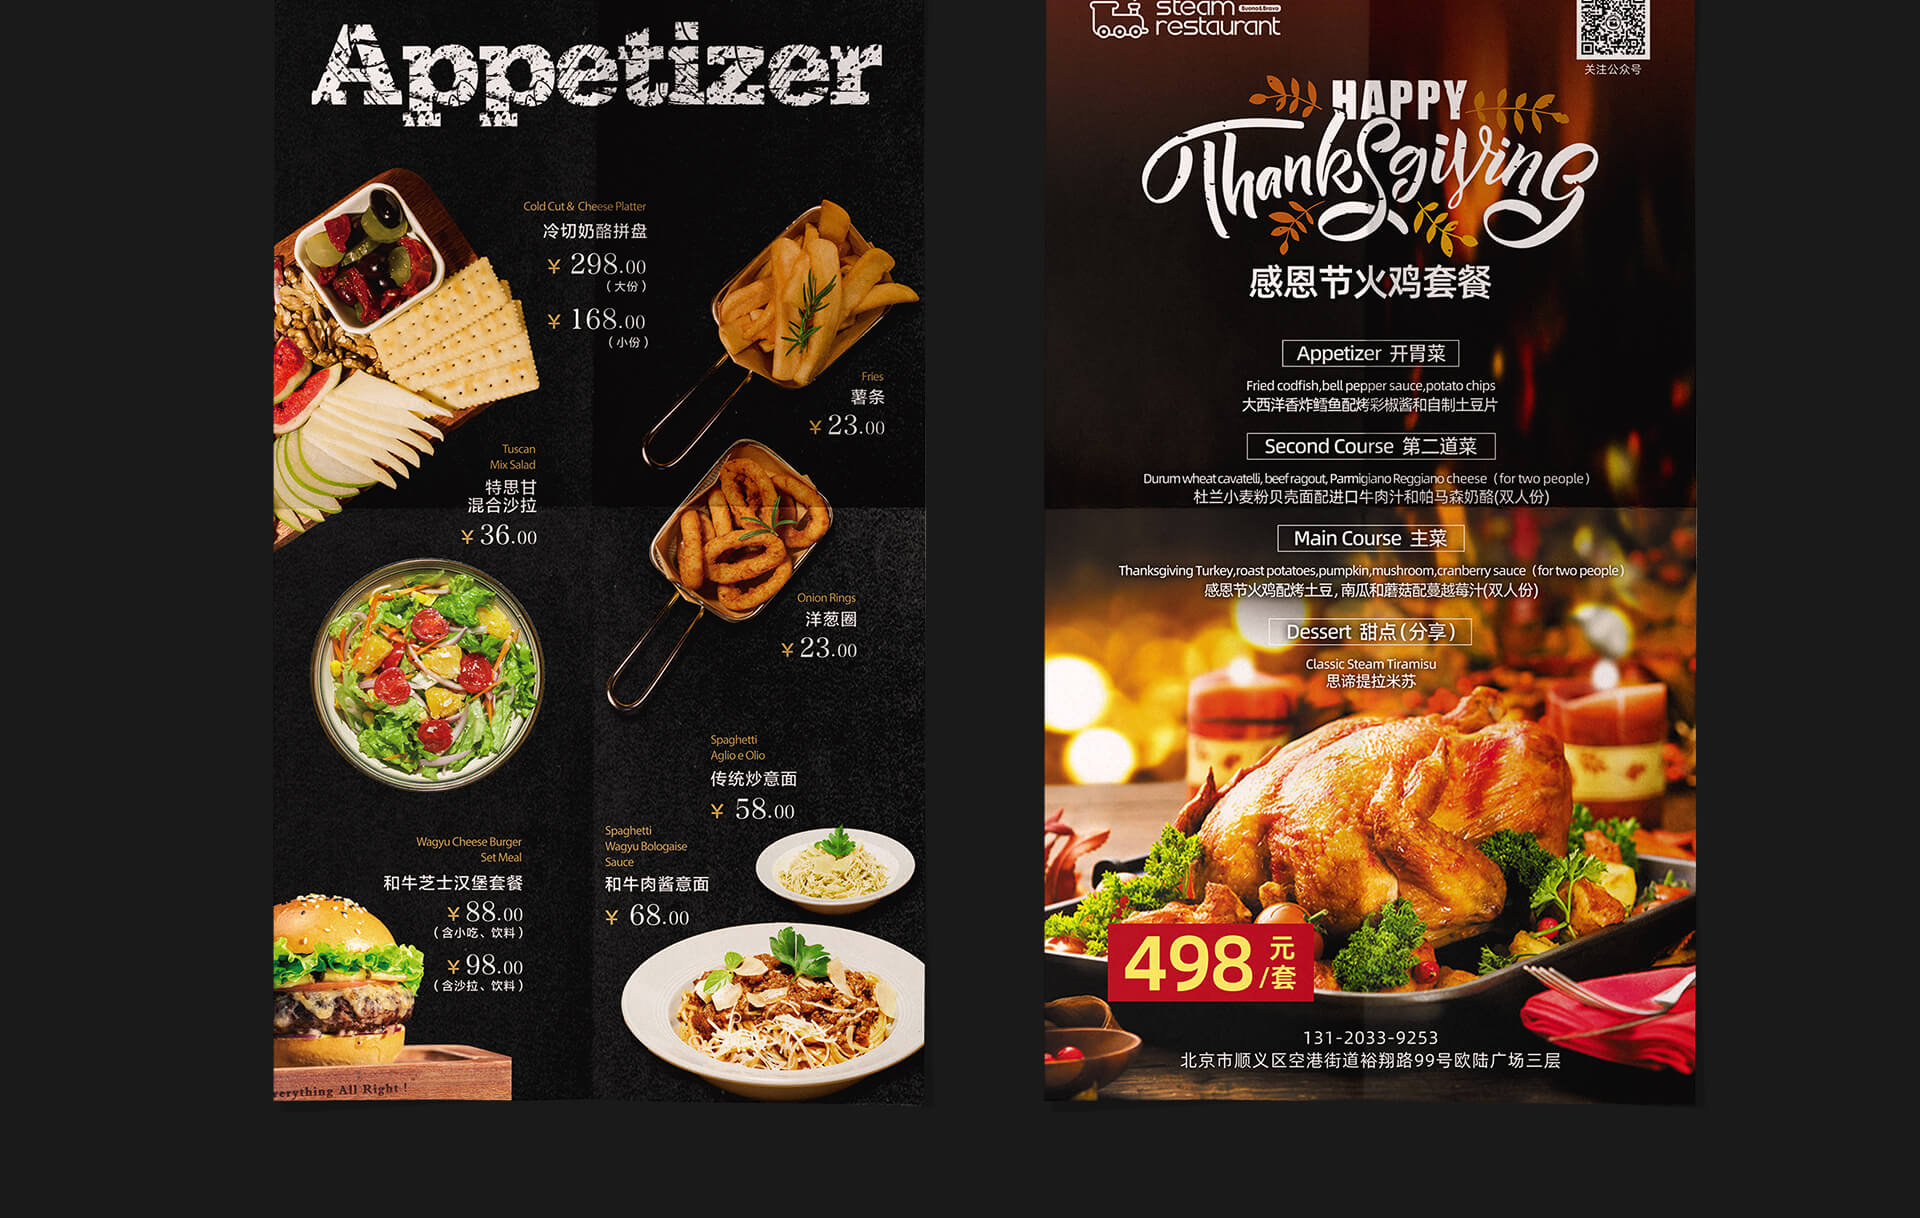 Appetizer
Cold Cut & Cheese Platter
冷切奶酪拼盘
¥ 298.00
（大份）
¥ 168.00
（小份）
Fries
薯条
¥ 23.00
Tuscan
Mix Salad
特思甘
混合沙拉
¥ 36.00
Onion Rings
洋葱圈
¥ 23.00
Spaghetti
Aglio e Olio
传统炒意面
¥ 58.00
Wagyu Cheese Burger
Set Meal
和牛芝士汉堡套餐
¥ 88.00
（含小吃、饮料）
¥ 98.00
（含沙拉、饮料）
Spaghetti
Wagyu Bolognaise
Sauce
和牛肉酱意面
¥ 68.00
verything All Right !
steam
Buono&Bravo
restaurant
关注公众号
HAPPY
Thanksgiving
感恩节火鸡套餐
Appetizer 开胃菜
Fried codfish,bell pepper sauce,potato chips
大西洋香炸鳕鱼配烤彩椒酱和自制土豆片
Second Course 第二道菜
Durum wheat cavatelli, beef ragout, Parmigiano Reggiano cheese（for two people）
杜兰小麦粉贝壳面配进口牛肉汁和帕马森奶酪(双人份)
Main Course 主菜
Thanksgiving Turkey,roast potatoes,pumpkin,mushroom,cranberry sauce（for two people）
感恩节火鸡配烤土豆, 南瓜和蘑菇配蔓越莓汁(双人份)
Dessert 甜点(分享)
Classic Steam Tiramisu
思谛提拉米苏
498元/套
131-2033-9253
北京市顺义区空港街道裕翔路99号欧陆广场三层